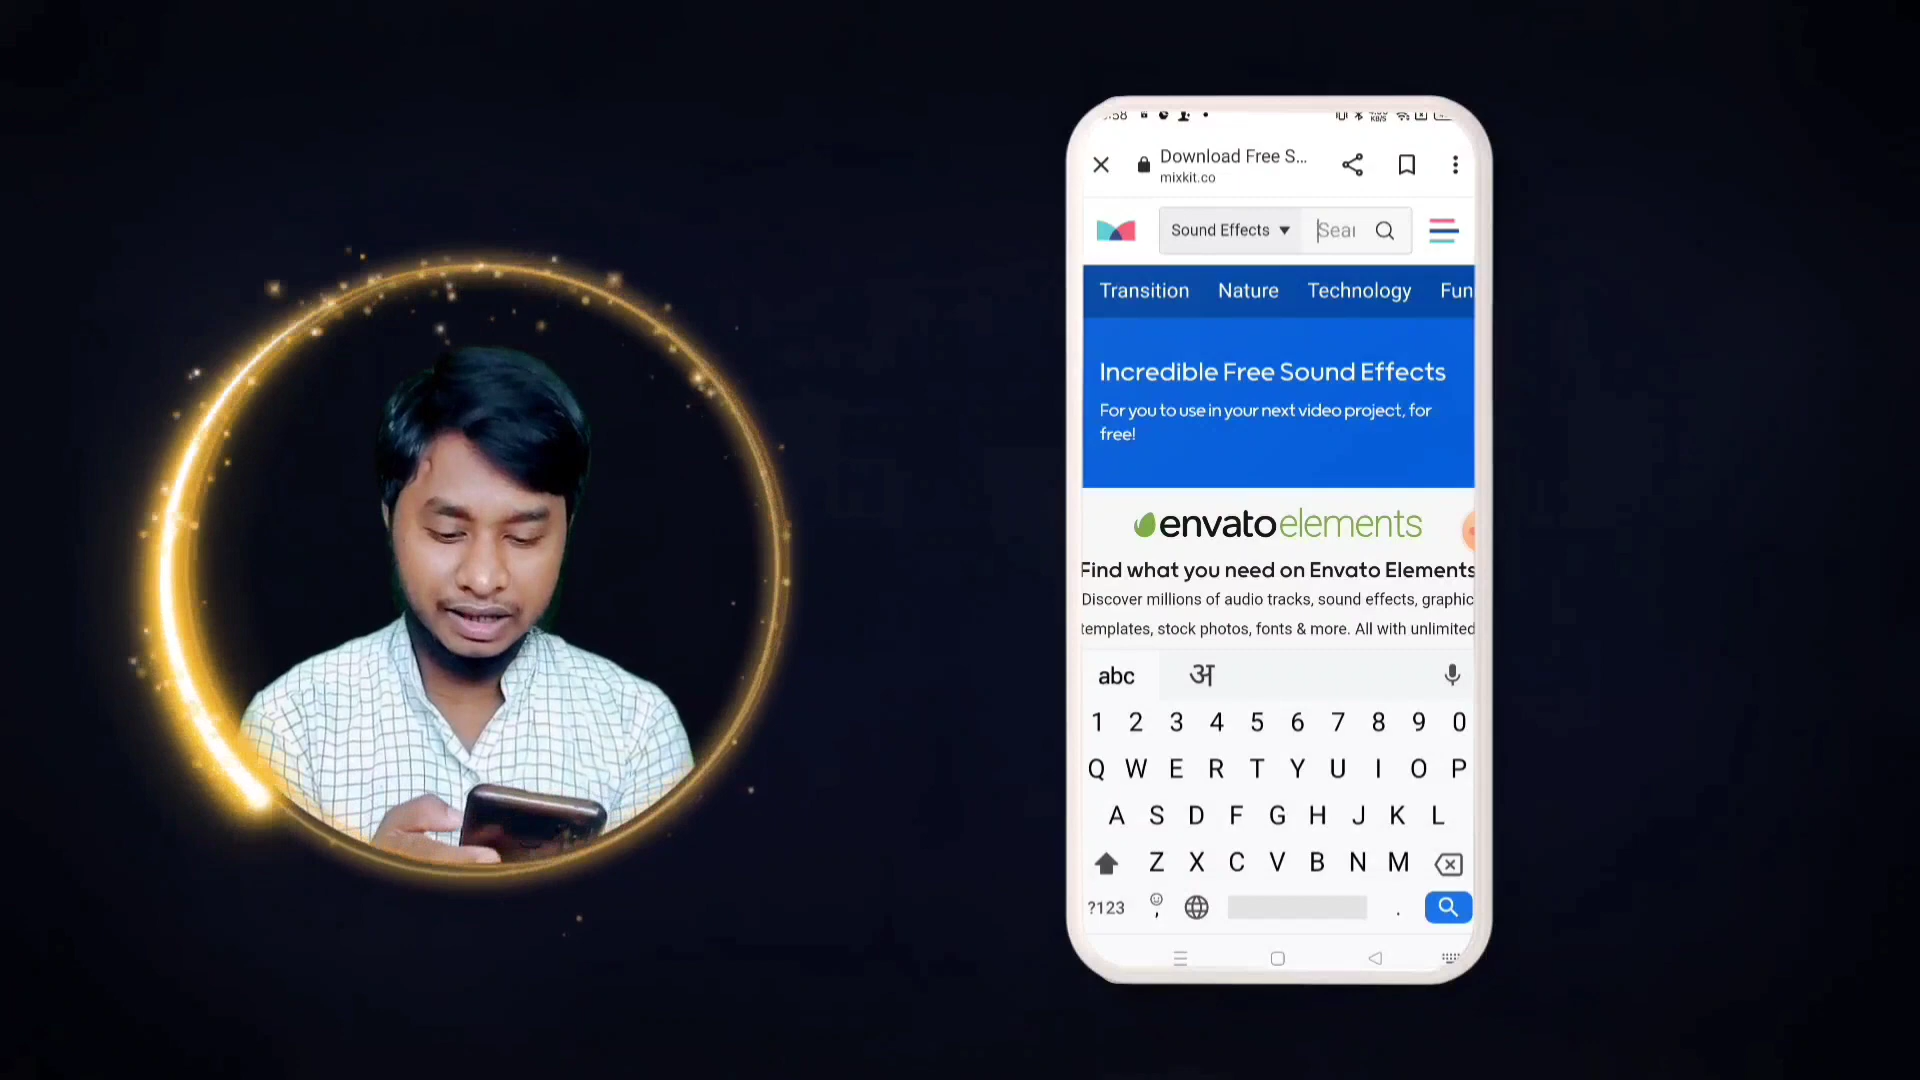 :58
KB/S
Download Free S...
mixkit.co
Sound Effects
Sear
Transition Nature Technology Fun
Incredible Free Sound Effects
For you to use in your next video project, for
free!
envatoelements
Find what you need on Envato Elements
Discover millions of audio tracks, sound effects, graphic
templates, stock photos, fonts & more. All with unlimited
abc अ
1 2 3 4 5 6 7 8 9 0
Q W E R T Y U I O P
A S D F G H J K L
Z X C V B N M
?123 , .